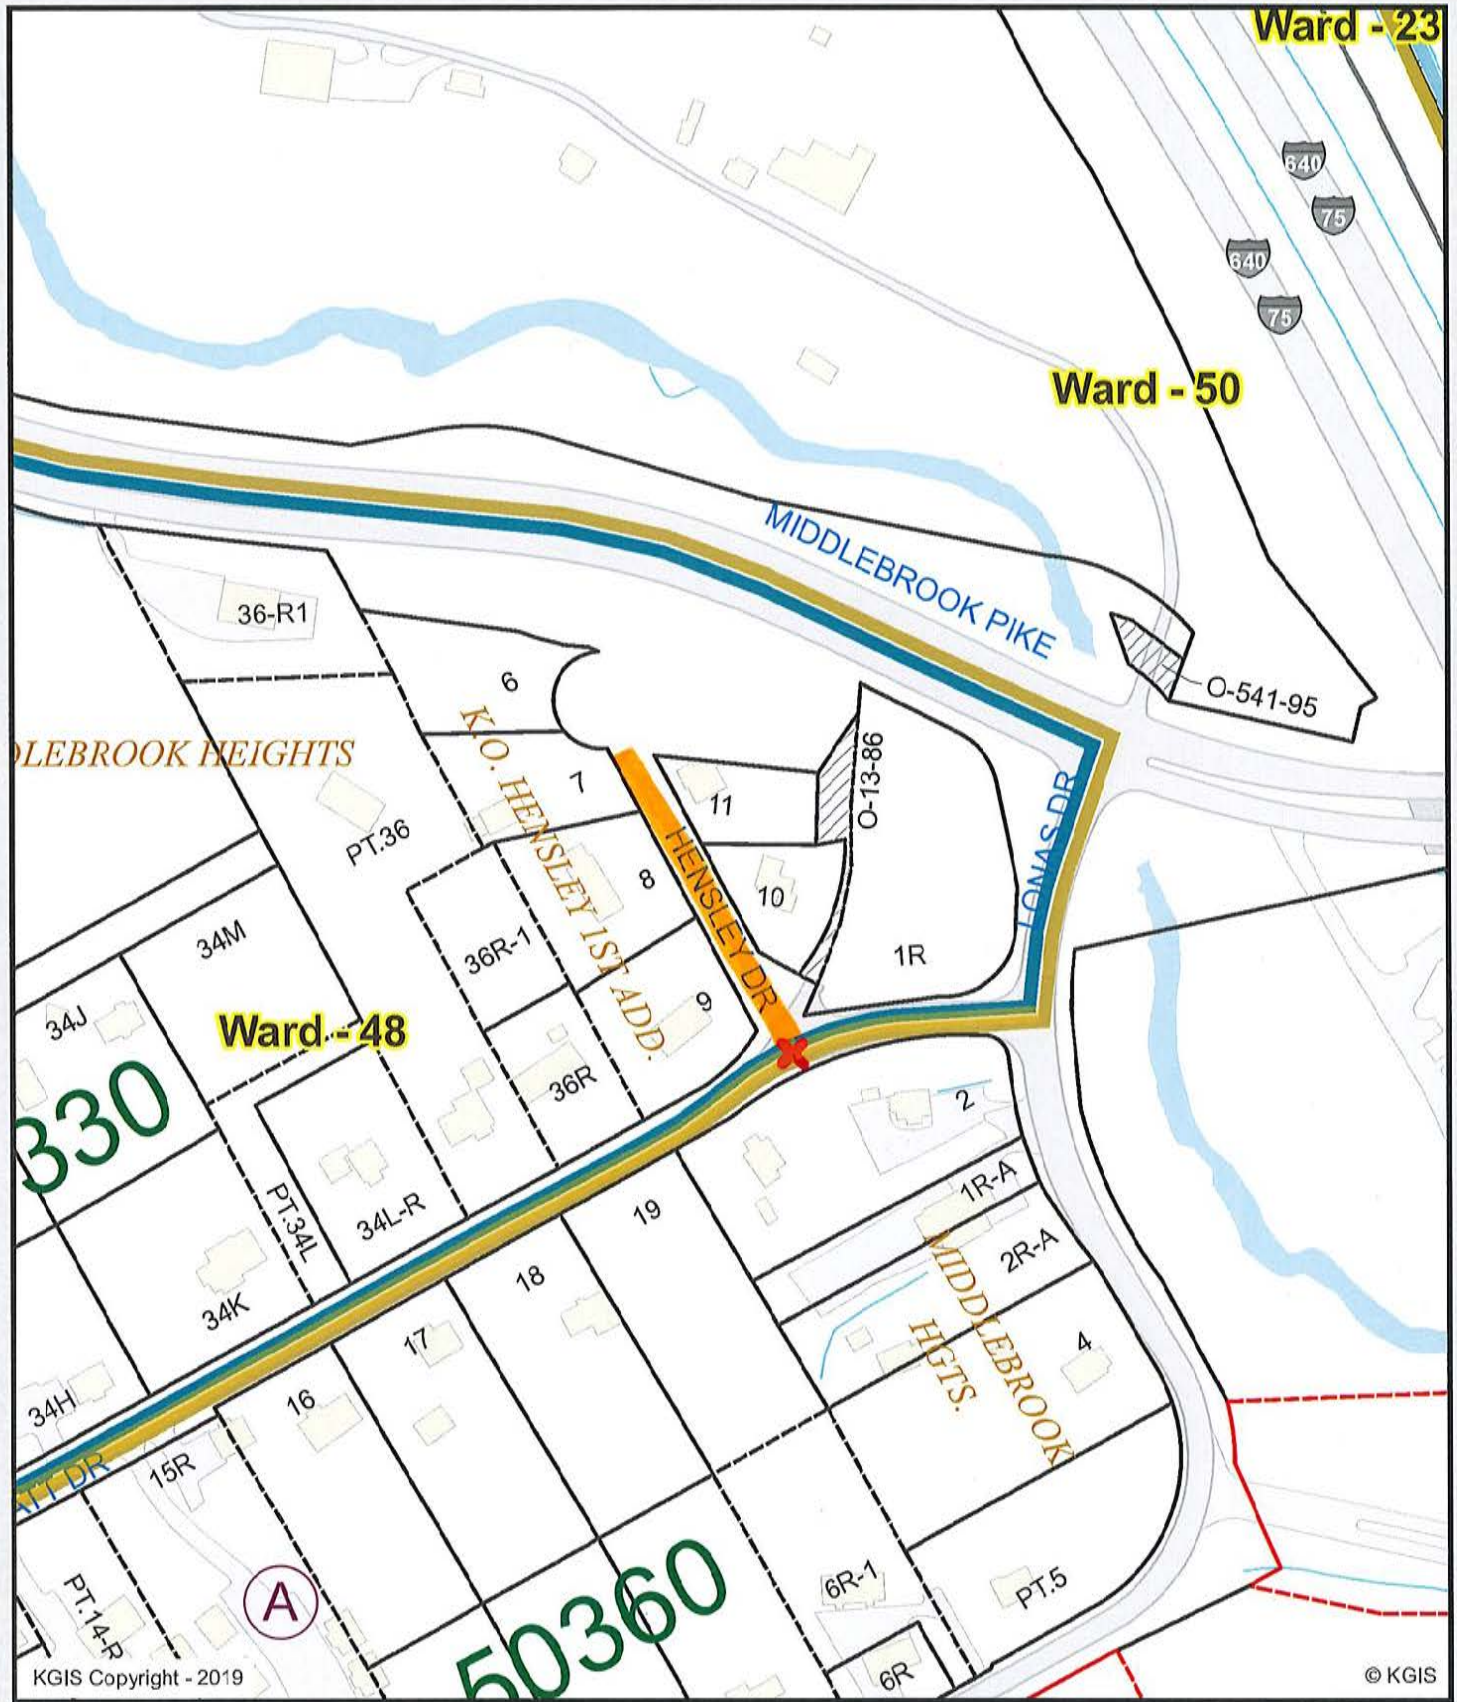 Ward - 23
640
75
640
75
Ward - 50
MIDDLEBROOK PIKE
36-R1
O-541-95
6
K.O. HENSLEY 1ST ADD.
DLEBROOK HEIGHTS
7
11
O-13-86
LONAS DR
PT.36
HENSLEY DR
8
10
34M
36R-1
1R
9
34J
Ward - 48
36R
2
330
1R-A
PT.34L
34L-R
19
2R-A
MIDDLEBROOK
HGTS.
18
34K
17
4
34H
16
ATT DR
15R
A
6R-1
PT.5
PT.14-R
50360
6R
KGIS Copyright - 2019
© KGIS